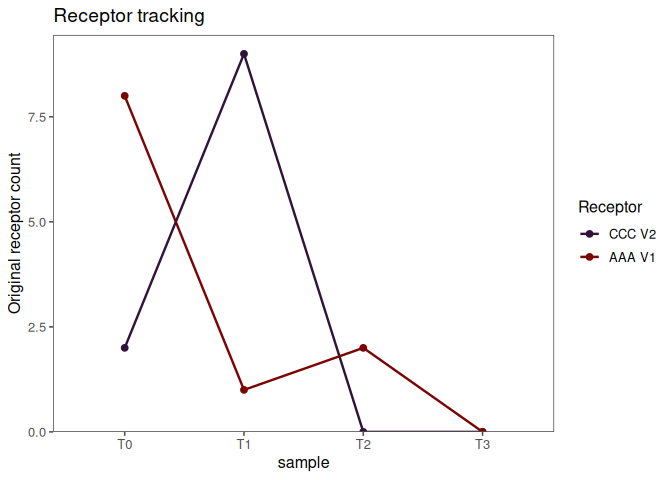 Receptor tracking
Original receptor count
7.5
5.0
2.5
0.0
T0 T1 T2 T3
sample
Receptor
CCC V2
AAA V1